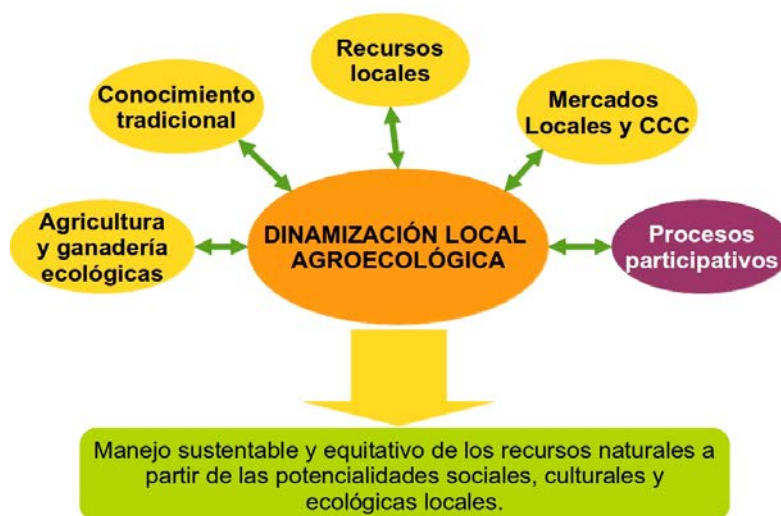 Recursos
locales
Conocimiento
tradicional
Mercados
Locales y CCC
Agricultura
y ganadería
ecológicas
DINAMIZACIÓN LOCAL
AGROECOLÓGICA
Procesos
participativos
Manejo sustentable y equitativo de los recursos naturales a
partir de las potencialidades sociales, culturales y
ecológicas locales.